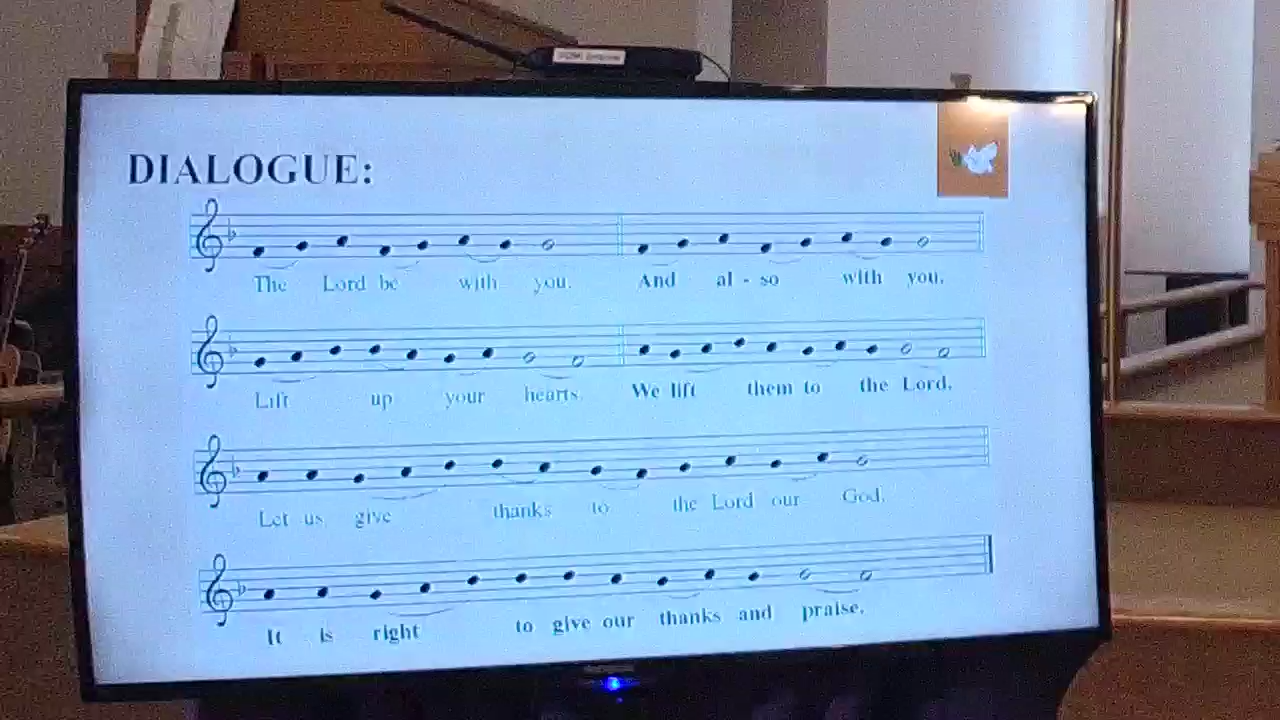 DIALOGUE:
The Lord be with you. And al - so with you.
Lift up your hearts. We lift them to the Lord.
Let us give thanks to the Lord our God.
It is right to give our thanks and praise.